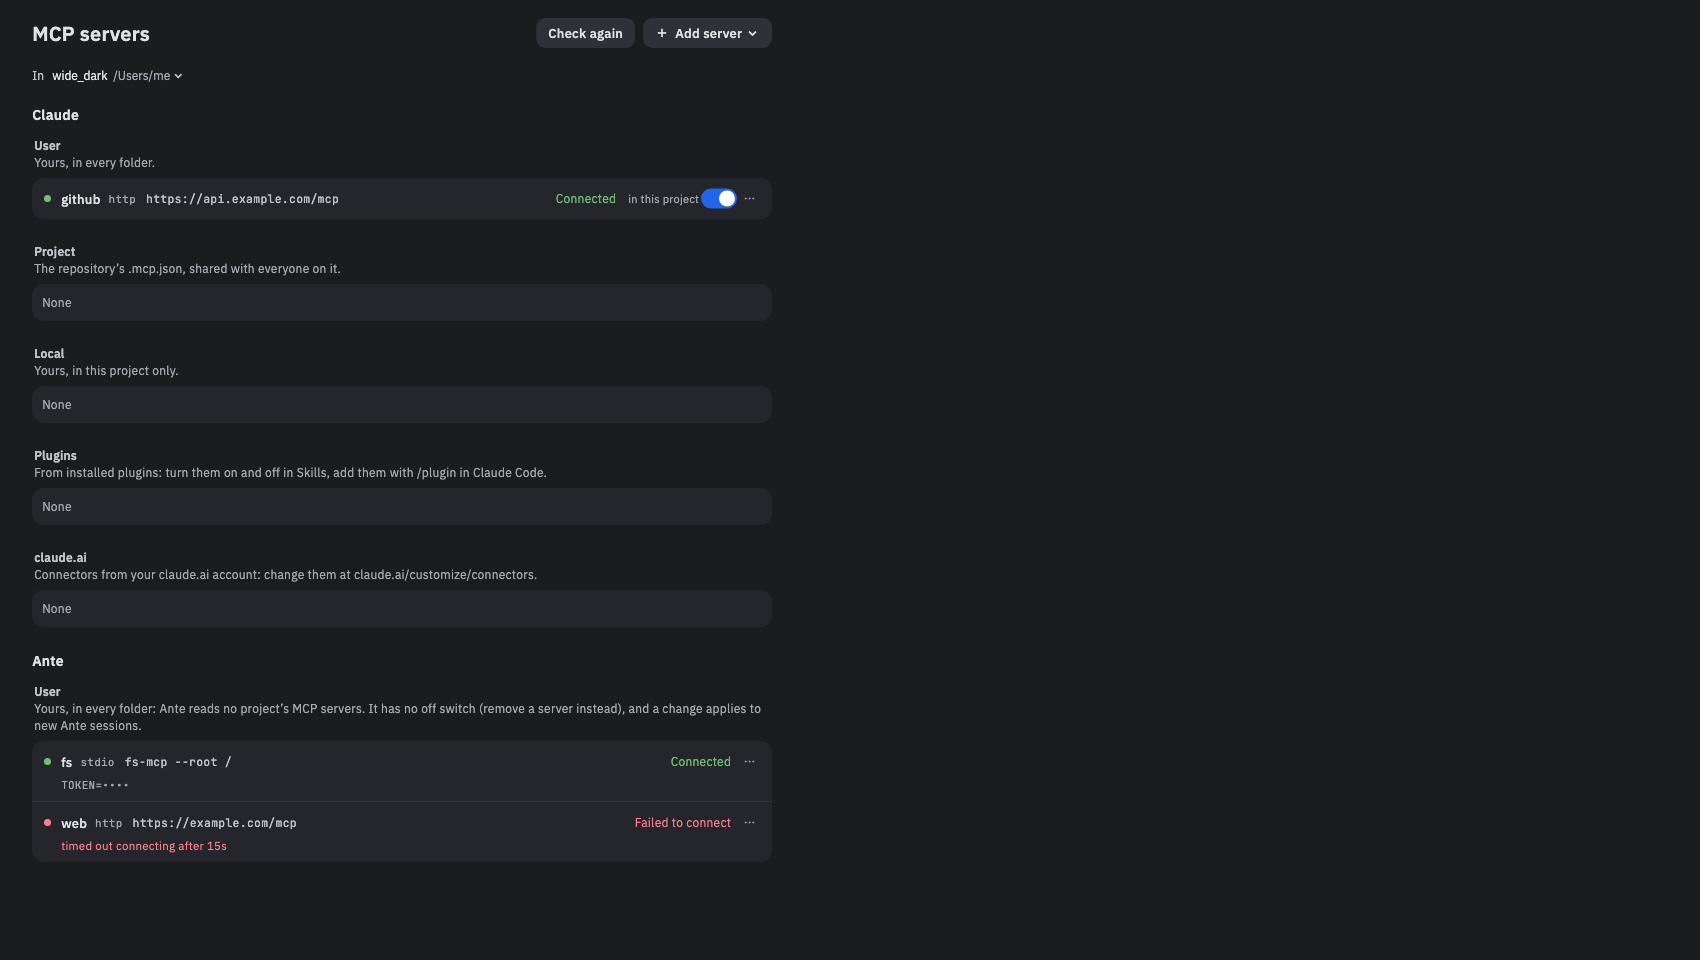 MCP servers
Check again
+ Add server
In wide_dark /Users/me
Claude
User
Yours, in every folder.
github http https://api.example.com/mcp Connected in this project ···
Project
The repository’s .mcp.json, shared with everyone on it.
None
Local
Yours, in this project only.
None
Plugins
From installed plugins: turn them on and off in Skills, add them with /plugin in Claude Code.
None
claude.ai
Connectors from your claude.ai account: change them at claude.ai/customize/connectors.
None
Ante
User
Yours, in every folder: Ante reads no project’s MCP servers. It has no off switch (remove a server instead), and a change applies to
new Ante sessions.
fs stdio fs-mcp --root / Connected ···
TOKEN=····
web http https://example.com/mcp Failed to connect ···
timed out connecting after 15s